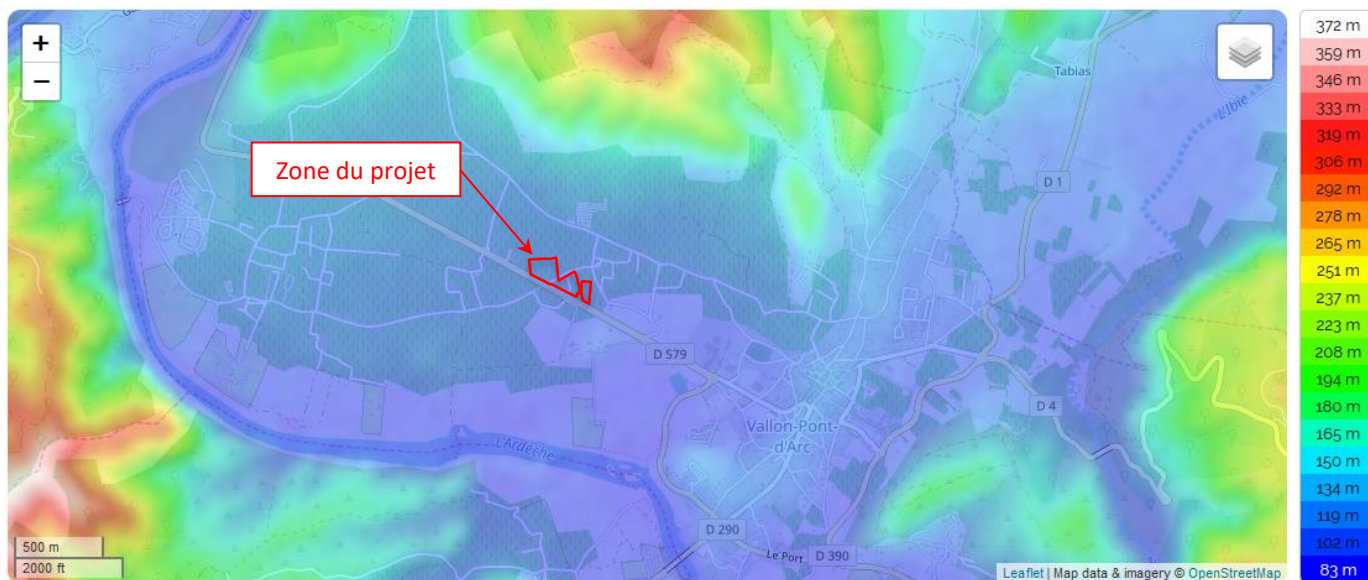 +
−
Zone du projet
Tabias
L'Ibie
D 1
D 579
D 4
Vallon-Pont-
d'Arc
L'Ardèche
D 290
Le Port
D 390
500 m
2000 ft
Leaflet | Map data & imagery © OpenStreetMap
372 m
359 m
346 m
333 m
319 m
306 m
292 m
278 m
265 m
251 m
237 m
223 m
208 m
194 m
180 m
165 m
150 m
134 m
119 m
102 m
83 m